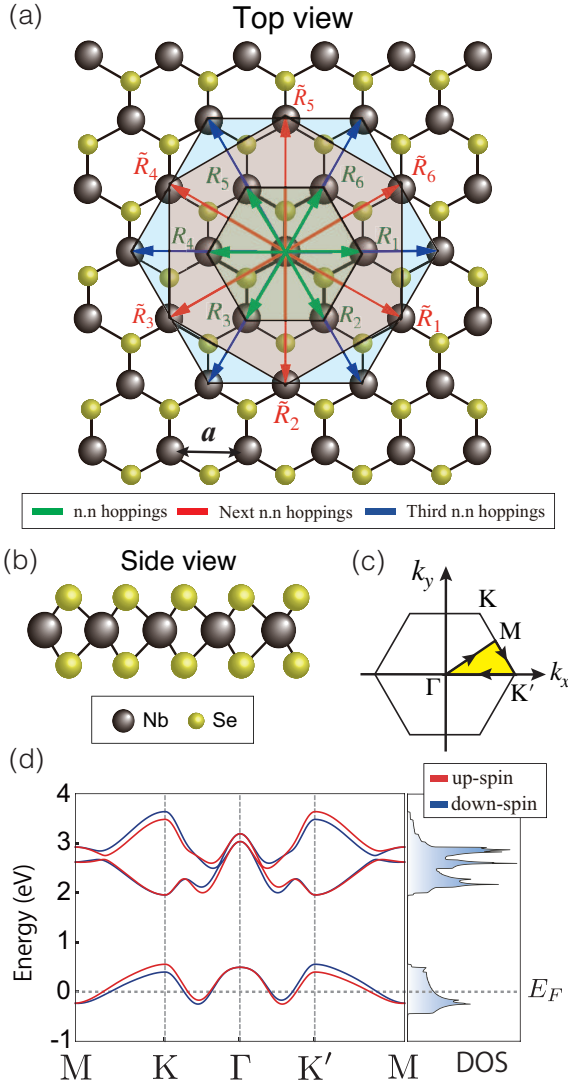 (a)
Top view
R̃5
R̃4
R5
R6
R̃6
R4
R1
R̃3
R3
R2
R̃1
R̃2
a
n.n hoppings
Next n.n hoppings
Third n.n hoppings
(b)
Side view
Nb
Se
(c)
ky
K
M
Γ
K′
kx
(d)
up-spin
down-spin
Energy (eV)
4
3
2
1
0
-1
EF
M
K
Γ
K′
M
DOS